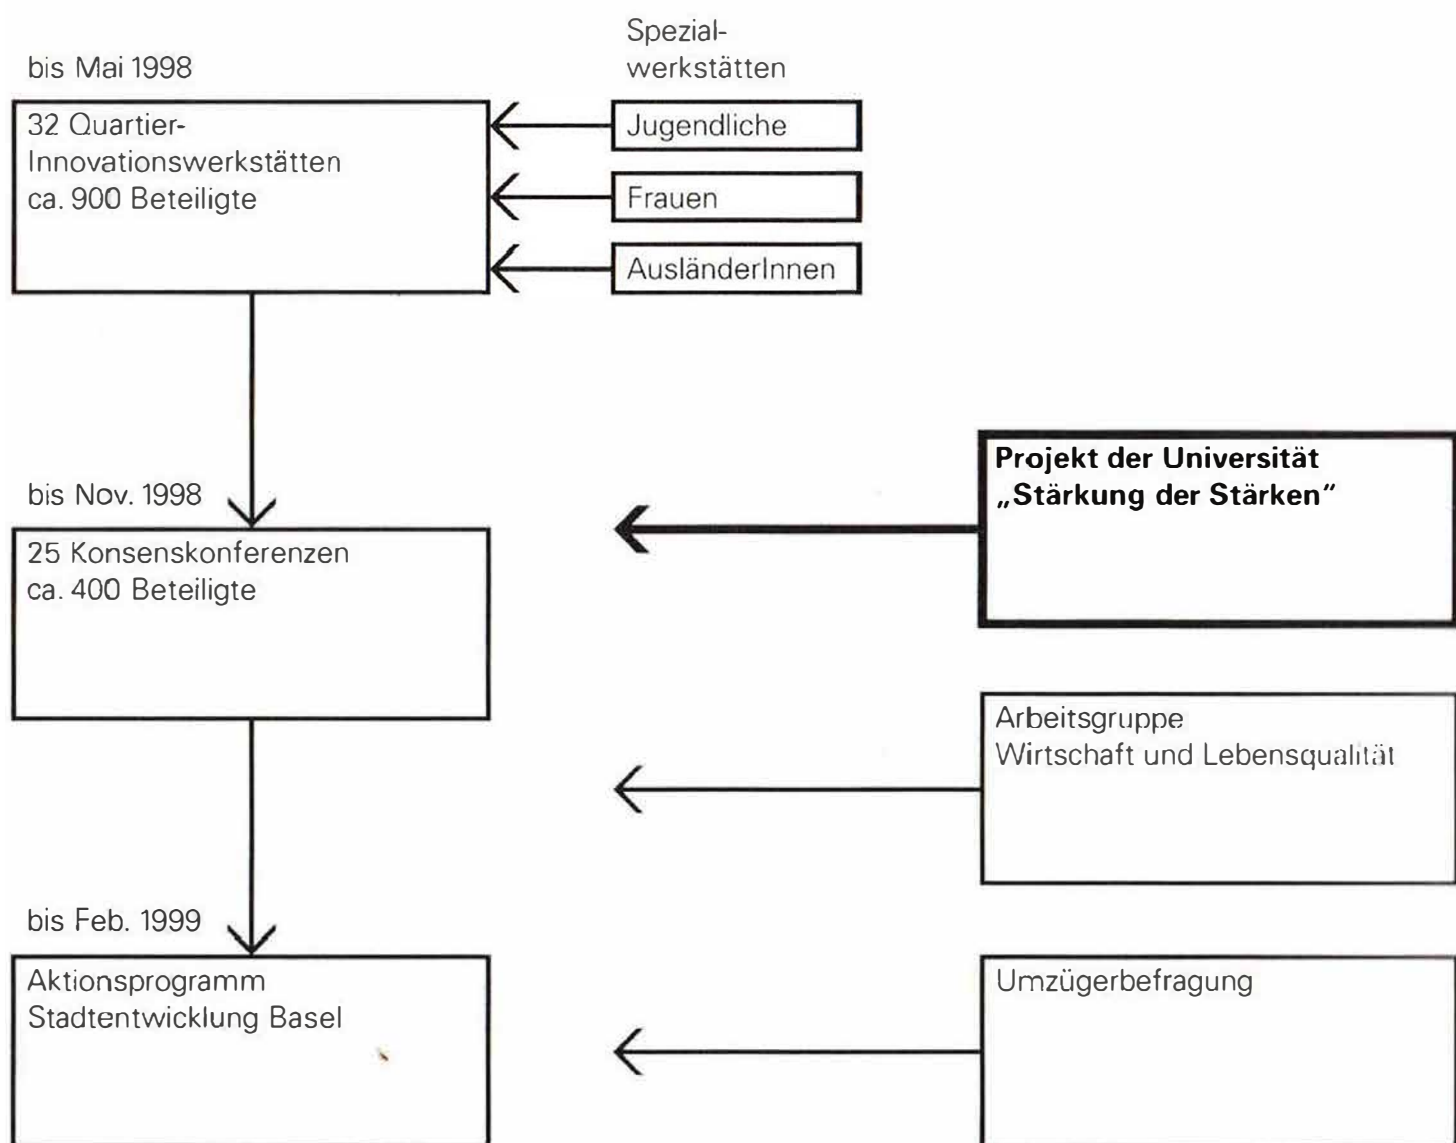 bis Mai 1998
32 Quartier-
Innovationswerkstätten
ca. 900 Beteiligte
Spezial-
werkstätten
Jugendliche
Frauen
AusländerInnen
bis Nov. 1998
25 Konsenskonferenzen
ca. 400 Beteiligte
Projekt der Universität
„Stärkung der Stärken“
Arbeitsgruppe
Wirtschaft und Lebensqualität
bis Feb. 1999
Aktionsprogramm
Stadtentwicklung Basel
Umzügerbefragung